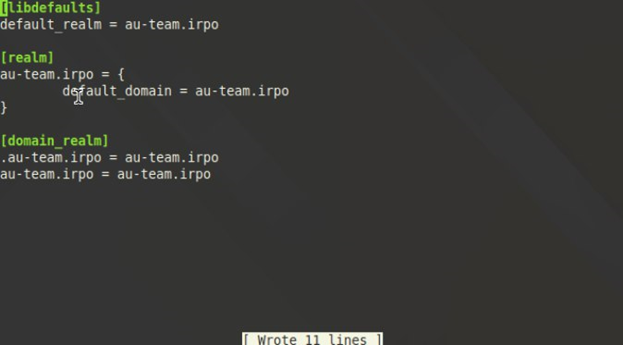 [libdefaults]
default_realm = au-team.irpo
[realm]
au-team.irpo = {
default_domain = au-team.irpo
}
[domain_realm]
.au-team.irpo = au-team.irpo
au-team.irpo = au-team.irpo
[ Wrote 11 lines ]